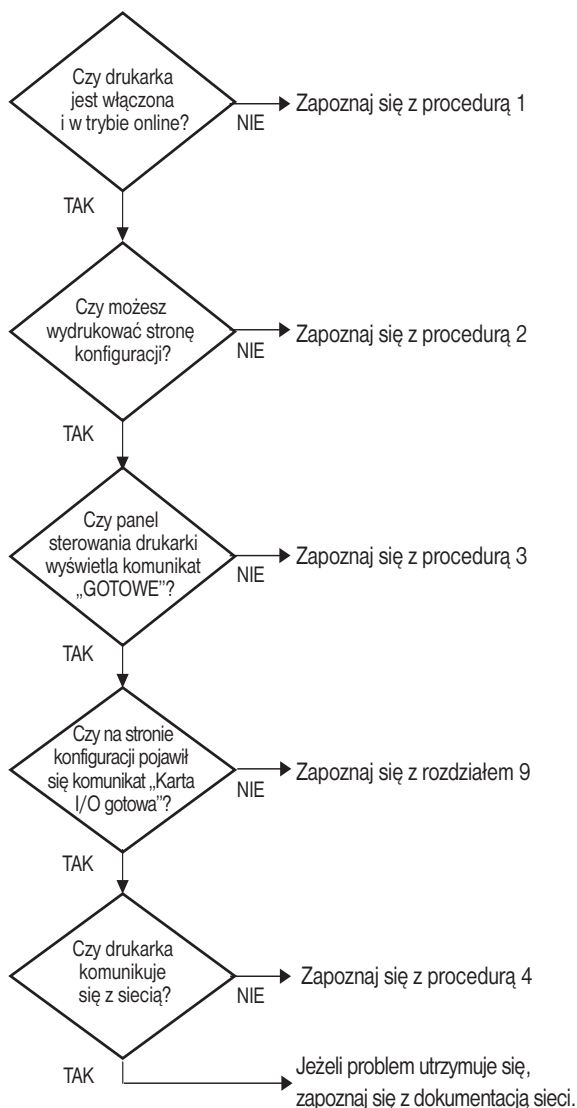 Czy drukarka
jest włączona
i w trybie online?
NIE
Zapoznaj się z procedurą 1
TAK
Czy możesz
wydrukować stronę
konfiguracji?
NIE
Zapoznaj się z procedurą 2
TAK
Czy panel
sterowania drukarki
wyświetla komunikat
„GOTOWE”?
NIE
Zapoznaj się z procedurą 3
TAK
Czy na stronie
konfiguracji pojawił
się komunikat „Karta
I/O gotowa”?
NIE
Zapoznaj się z rozdziałem 9
TAK
Czy drukarka
komunikuje
się z siecią?
NIE
Zapoznaj się z procedurą 4
TAK
Jeżeli problem utrzymuje się,
zapoznaj się z dokumentacją sieci.